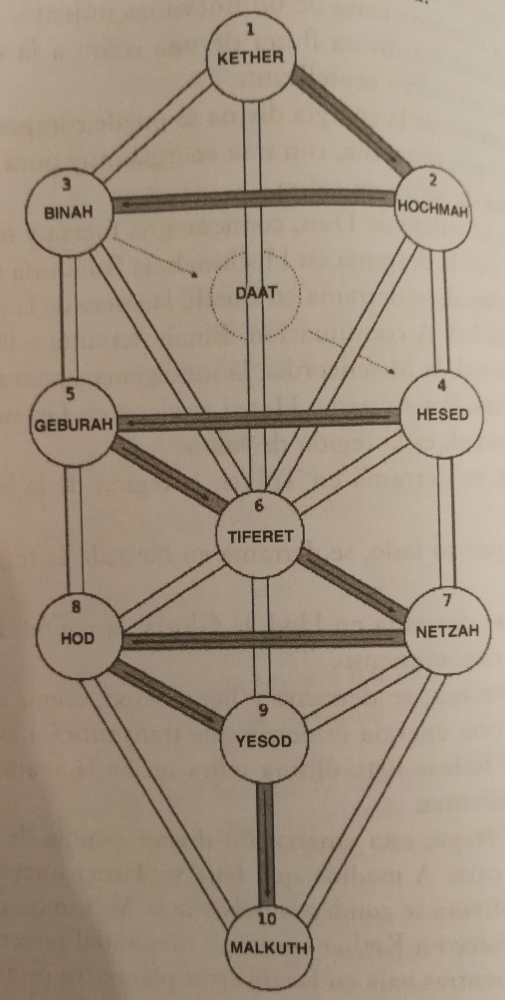 1
KETHER
3
BINAH
2
HOCHMAH
DAAT
5
GEBURAH
4
HESED
6
TIFERET
8
HOD
7
NETZAH
9
YESOD
10
MALKUTH